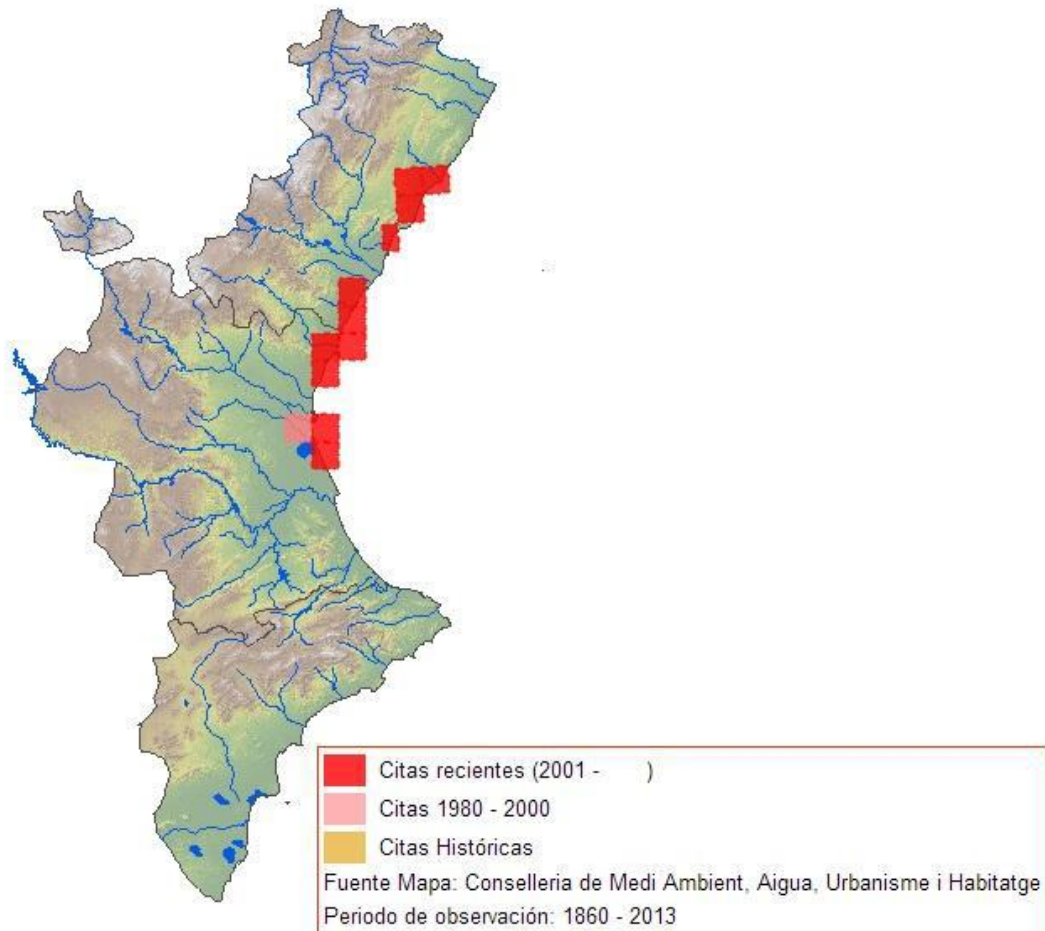 Citas recientes (2001 - )
Citas 1980 - 2000
Citas Históricas
Fuente Mapa: Conselleria de Medi Ambient, Aigua, Urbanisme i Habitatge
Periodo de observación: 1860 - 2013